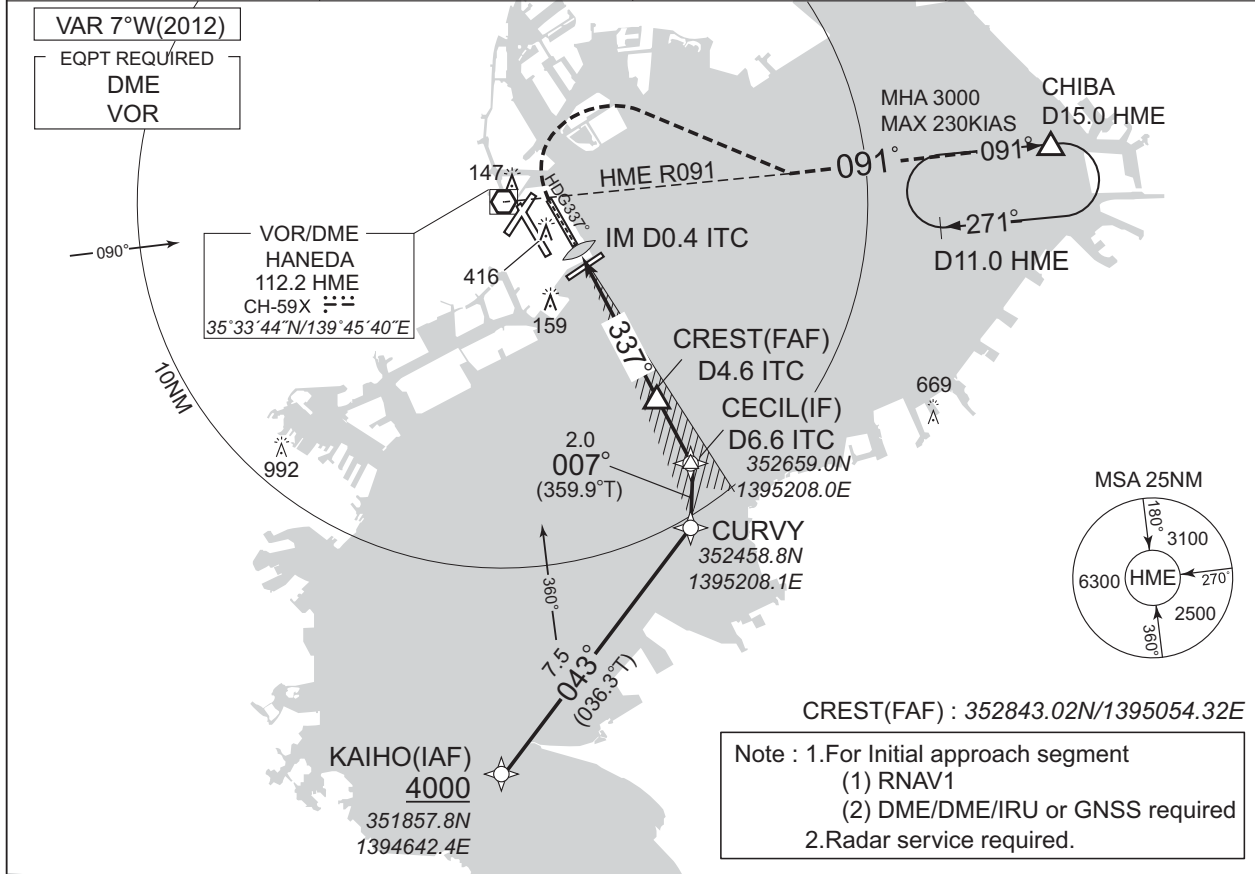 VAR 7°W(2012)
EQPT REQUIRED
DME
VOR
MHA 3000
MAX 230KIAS
CHIBA
D15.0 HME
091°
091°
271°
D11.0 HME
HME R091
HDG337°
147
VOR/DME
HANEDA
112.2 HME
CH-59X
35°33´44˝N/139°45´40˝E
090°
416
159
IM D0.4 ITC
337°
CREST(FAF)
D4.6 ITC
CECIL(IF)
D6.6 ITC
352659.0N
1395208.0E
669
10NM
992
2.0
007°
(359.9°T)
CURVY
352458.8N
1395208.1E
360°
7.5
043°
(036.3°T)
MSA 25NM
180°
3100
6300
HME
270°
2500
360°
KAIHO(IAF)
4000
351857.8N
1394642.4E
CREST(FAF) : 352843.02N/1395054.32E
Note : 1.For Initial approach segment
(1) RNAV1
(2) DME/DME/IRU or GNSS required
2.Radar service required.